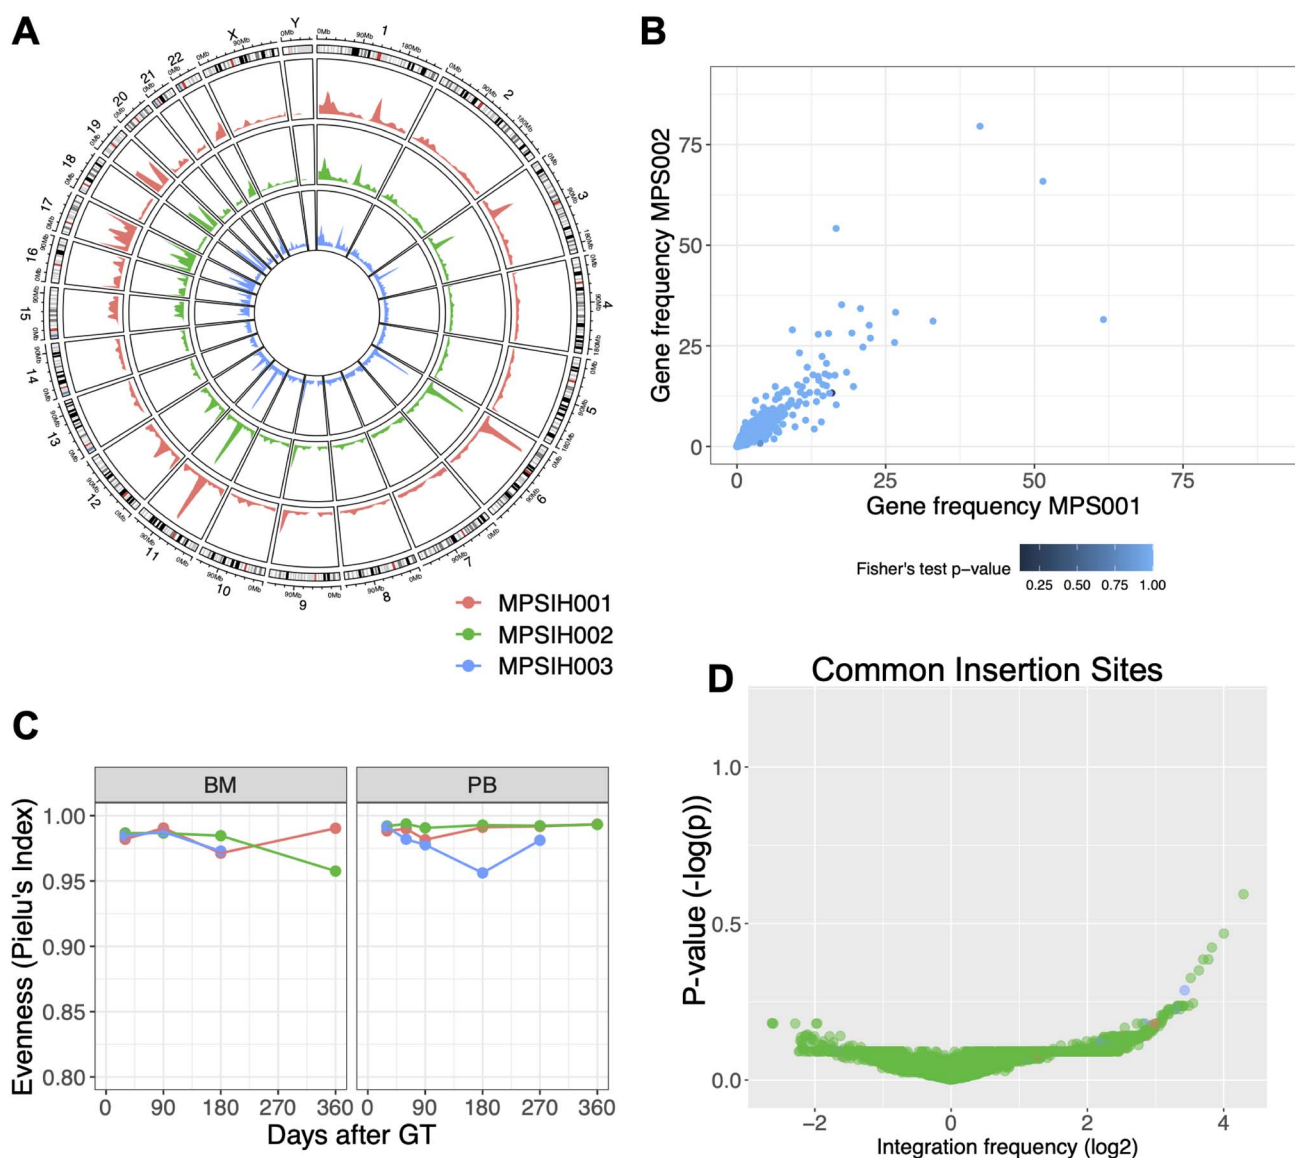 A
B
1
2
3
4
5
6
7
8
9
10
11
12
13
14
15
16
17
18
19
20
21
22
X
Y
0Mb
90Mb
180Mb
MPSIH001
MPSIH002
MPSIH003
75
50
25
0
Gene frequency MPS002
0 25 50 75
Gene frequency MPS001
Fisher's test p-value
0.25 0.50 0.75 1.00
C
BM
PB
1.00
0.95
0.90
0.85
0.80
Evenness (Pielu's Index)
0 90 180 270 360
0 90 180 270 360
Days after GT
D
Common Insertion Sites
1.0
0.5
0.0
P-value (-log(p))
−2 0 2 4
Integration frequency (log2)